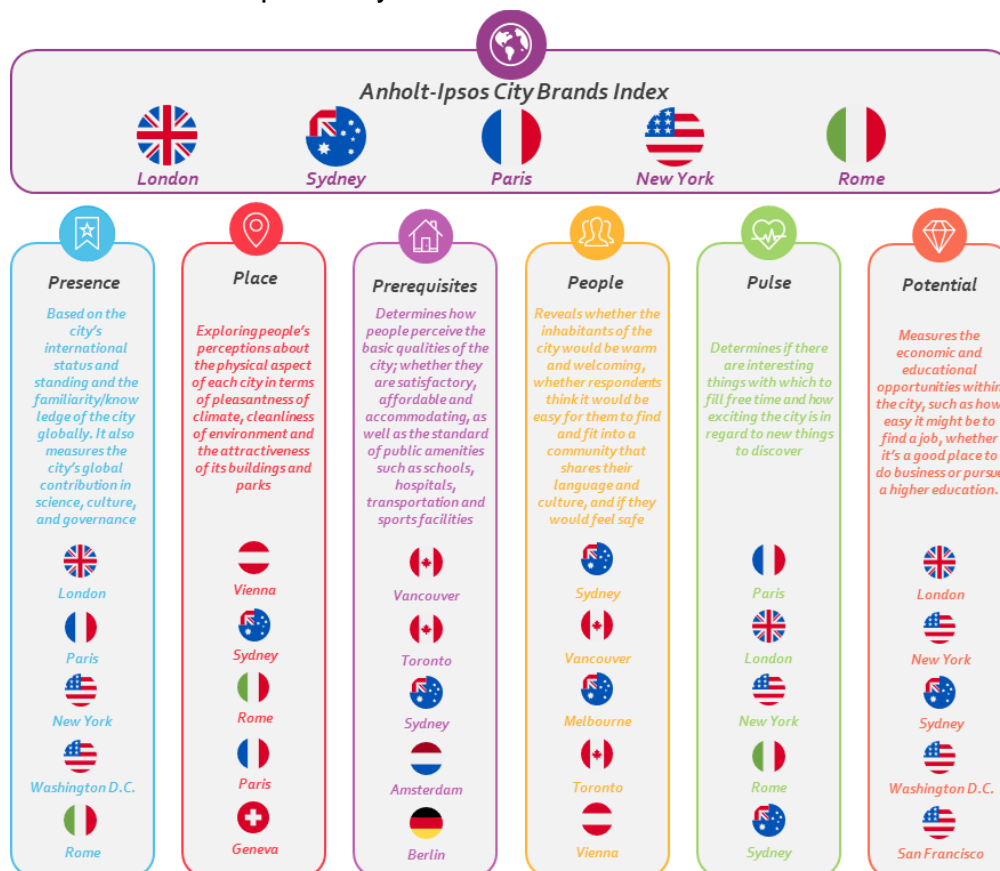 Anholt-Ipsos City Brands Index
London
Sydney
Paris
New York
Rome
Presence
Based on the
city's
international
status and
standing and the
familiarity/know
ledge of the city
globally. It also
measures the
city's global
contribution in
science, culture,
and governance
London
Paris
New York
Washington D.C.
Rome
Place
Exploring people's
perceptions about
the physical aspect
of each city in terms
of pleasantness of
climate, cleanliness
of environment and
the attractiveness
of its buildings and
parks
Vienna
Sydney
Rome
Paris
Geneva
Prerequisites
Determines how
people perceive the
basic qualities of the
city; whether they
are satisfactory,
affordable and
accommodating, as
well as the standard
of public amenities
such as schools,
hospitals,
transportation and
sports facilities
Vancouver
Toronto
Sydney
Amsterdam
Berlin
People
Reveals whether the
inhabitants of the
city would be warm
and welcoming,
whether respondents
think it would be
easy for them to find
and fit into a
community that
shares their
language and
culture, and if they
would feel safe
Sydney
Vancouver
Melbourne
Toronto
Vienna
Pulse
Determines if there
are interesting
things with which to
fill free time and how
exciting the city is in
regard to new things
to discover
Paris
London
New York
Rome
Sydney
Potential
Measures the
economic and
educational
opportunities within
the city, such as how
easy it might be to
find a job, whether
it's a good place to
do business or pursue
a higher education.
London
New York
Sydney
Washington D.C.
San Francisco